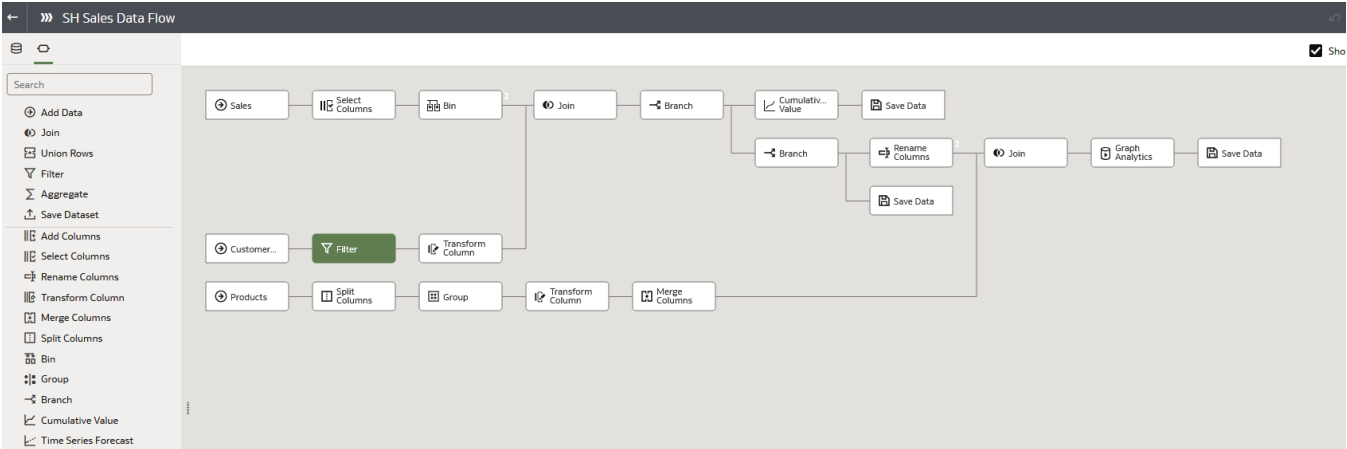 SH Sales Data Flow
Sho
Search
Add Data
Join
Union Rows
Filter
Aggregate
Save Dataset
Add Columns
Select Columns
Rename Columns
Transform Column
Merge Columns
Split Columns
Bin
Group
Branch
Cumulative Value
Time Series Forecast
Sales
Select
Columns
Bin
2
Join
Branch
Cumulativ...
Value
Save Data
Branch
Rename
Columns
2
Join
Graph
Analytics
Save Data
Save Data
Customer...
Filter
Transform
Column
Products
Split
Columns
Group
Transform
Column
Merge
Columns